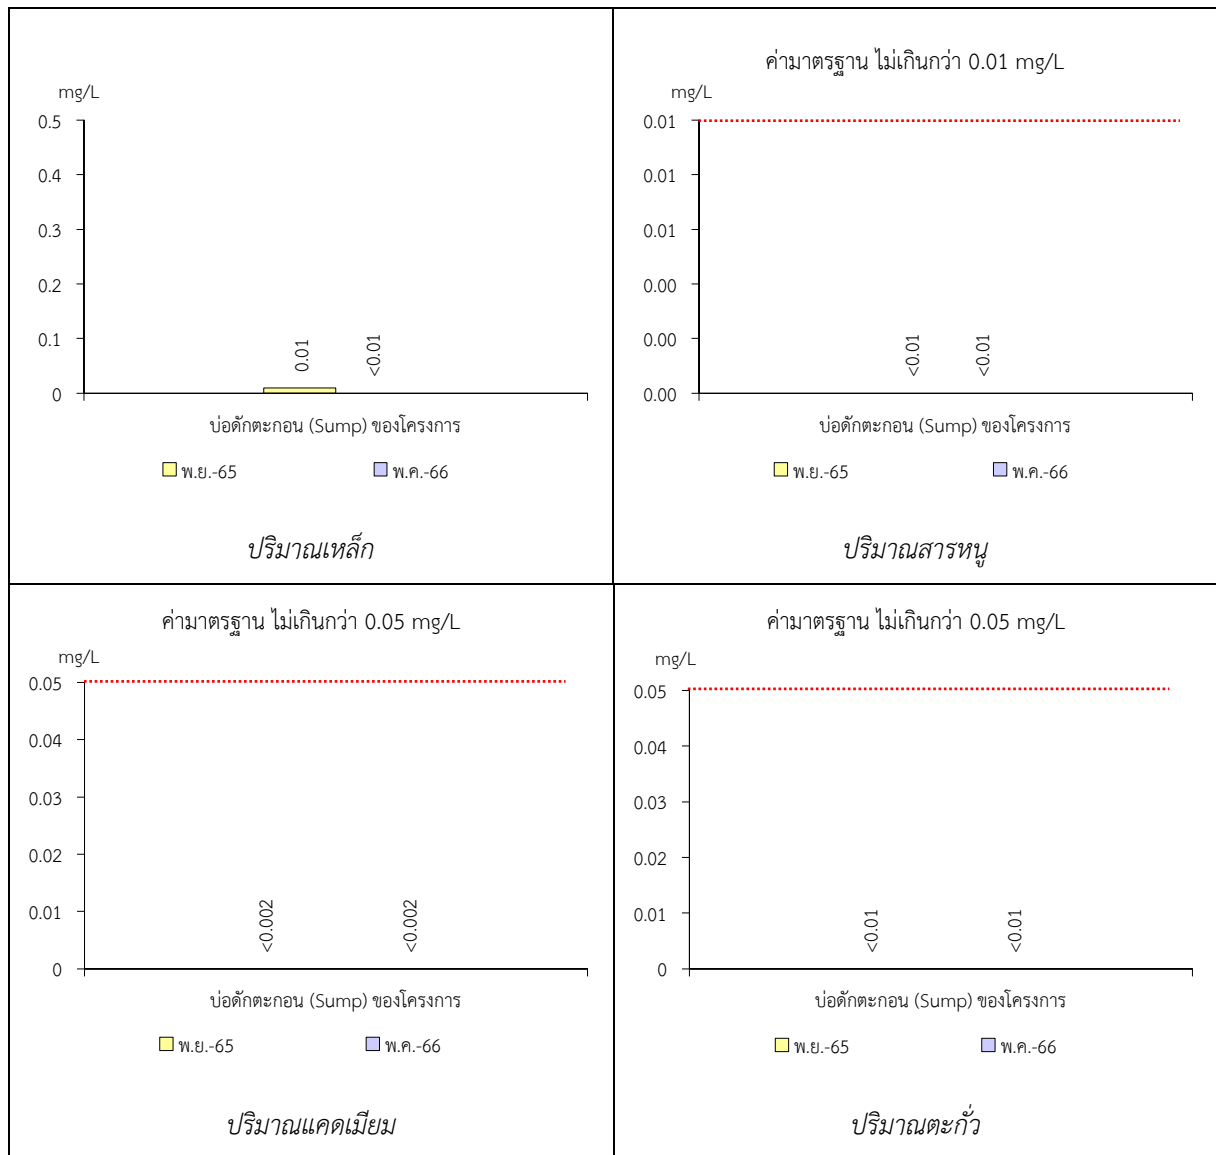 mg/L
0.5
0.4
0.3
0.2
0.1
0
0.01
<0.01
บ่อดักตะกอน (Sump) ของโครงการ
พ.ย.-65 พ.ค.-66
ปริมาณเหล็ก
ค่ามาตรฐาน ไม่เกินกว่า 0.01 mg/L
mg/L
0.01
0.01
0.01
0.00
0.00
0.00
<0.01
<0.01
บ่อดักตะกอน (Sump) ของโครงการ
พ.ย.-65 พ.ค.-66
ปริมาณสารหนู
ค่ามาตรฐาน ไม่เกินกว่า 0.05 mg/L
mg/L
0.05
0.04
0.03
0.02
0.01
0
<0.002
<0.002
บ่อดักตะกอน (Sump) ของโครงการ
พ.ย.-65 พ.ค.-66
ปริมาณแคดเมียม
ค่ามาตรฐาน ไม่เกินกว่า 0.05 mg/L
mg/L
0.05
0.04
0.03
0.02
0.01
0
<0.01
<0.01
บ่อดักตะกอน (Sump) ของโครงการ
พ.ย.-65 พ.ค.-66
ปริมาณตะกั่ว